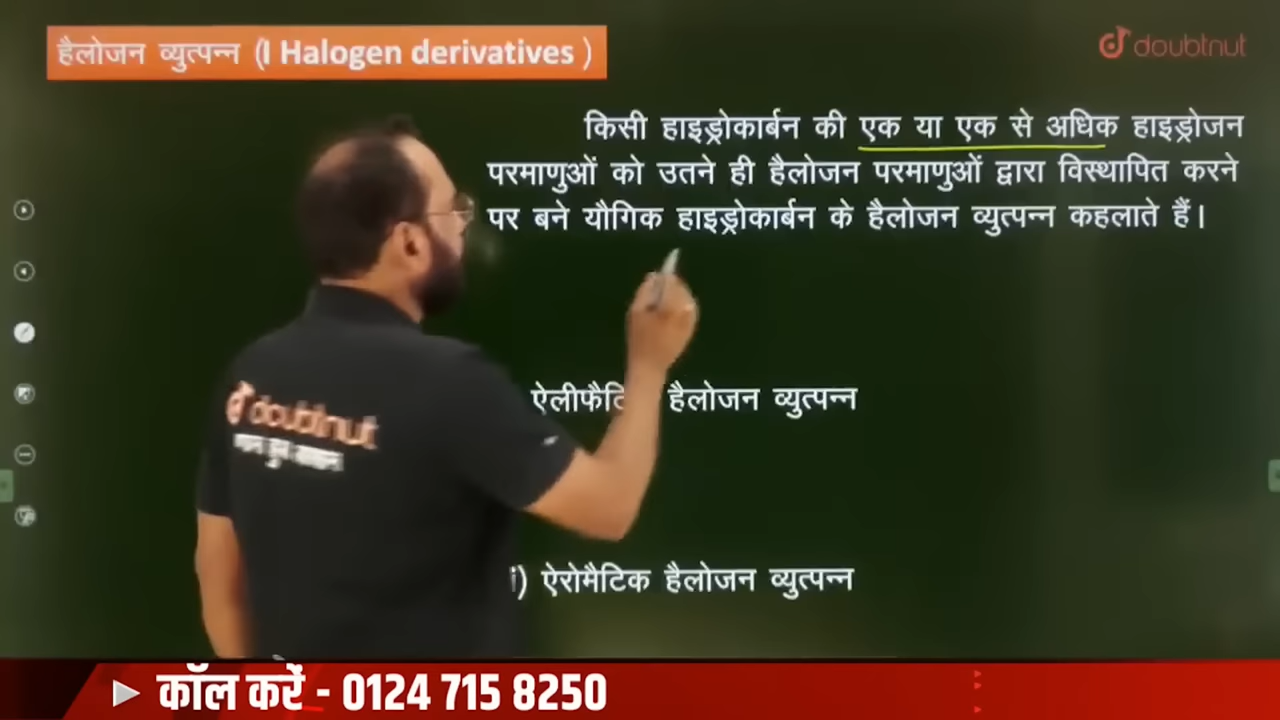 हैलोजन व्युत्पन्न (I Halogen derivatives )
doubtnut
किसी हाइड्रोकार्बन की एक या एक से अधिक हाइड्रोजन
परमाणुओं को उतने ही हैलोजन परमाणुओं द्वारा विस्थापित करने
पर बने यौगिक हाइड्रोकार्बन के हैलोजन व्युत्पन्न कहलाते हैं।
हैलोजन व्युत्पन्न
doubtnut
i) ऐरोमैटिक हैलोजन व्युत्पन्न
कॉल करें - 0124 715 8250